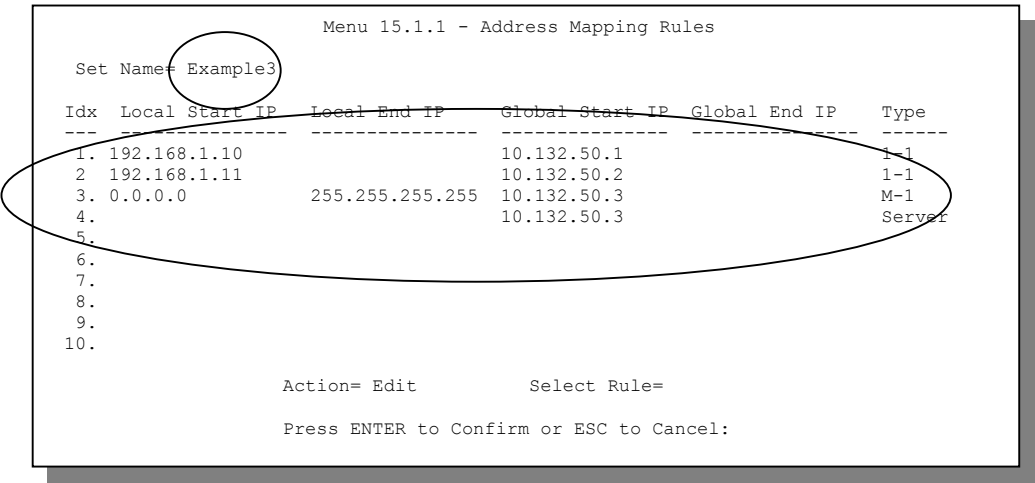 Menu 15.1.1 - Address Mapping Rules
Set Name= Example3
Idx Local Start IP Local End IP Global Start IP Global End IP Type
--- --------------- --------------- --------------- --------------- ------
1. 192.168.1.10 10.132.50.1 1-1
2 192.168.1.11 10.132.50.2 1-1
3. 0.0.0.0 255.255.255.255 10.132.50.3 M-1
4. 10.132.50.3 Server
5.
6.
7.
8.
9.
10.
Action= Edit Select Rule=
Press ENTER to Confirm or ESC to Cancel: